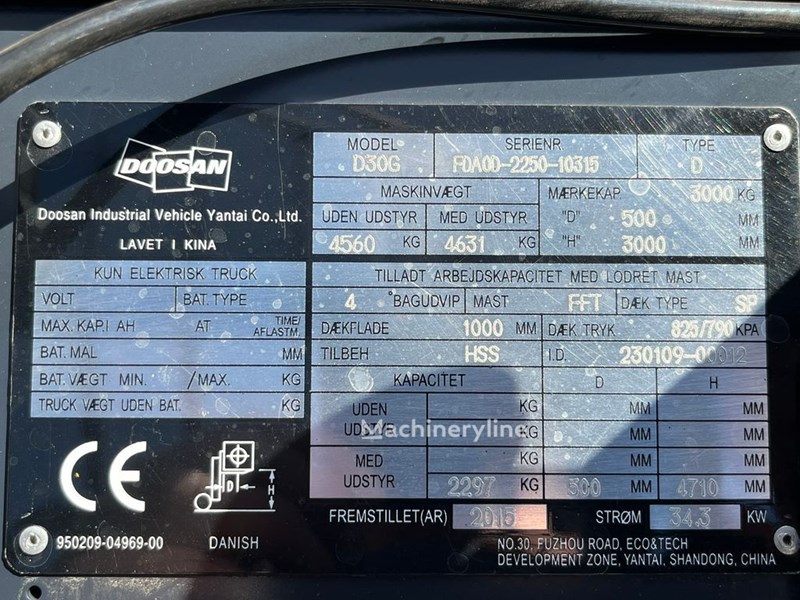 DOOSAN
Doosan Industrial Vehicle Yantai Co.,Ltd.
LAVET I KINA
KUN ELEKTRISK TRUCK
VOLT BAT. TYPE
MAX. KAP.I AH AT TIME/AFLASTM.
BAT. MAL MM
BAT. VÆGT MIN. /MAX. KG
TRUCK VÆGT UDEN BAT. KG
MODEL SERIENR TYPE
D30G FDA0D-2250-10315 D
MASKINVÆGT MÆRKEKAP. 3000 KG
UDEN UDSTYR MED UDSTYR "D" 500 MM
4560 KG 4631 KG "H" 3000 MM
TILLADT ARBEJDSKAPACITET MED LODRET MAST
4 °BAGUDVIP MAST FFT DÆK TYPE SP
DÆKFLADE 1000 MM DÆK TRYK. 825/790 KPA
TILBEH HSS I.D. 230109-00012
KAPACITET D H
UDEN UDSTYR KG MM MM
KG MM MM
MED UDSTYR KG MM MM
2297 KG 500 MM 4710 MM
FREMSTILLET(AR) 2015 STRØM 34.3 KW
Machineryline
CE
D
H
950209-04969-00 DANISH
NO.30, FUZHOU ROAD, ECO&TECH
DEVELOPMENT ZONE, YANTAI, SHANDONG, CHINA